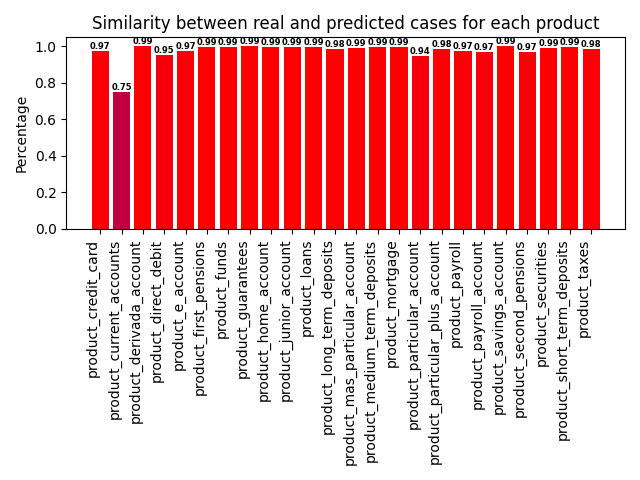 Similarity between real and predicted cases for each product
Percentage
1.0
0.8
0.6
0.4
0.2
0.0
0.97
0.75
0.99
0.95
0.97
0.99
0.99
0.99
0.99
0.99
0.99
0.98
0.99
0.99
0.99
0.94
0.98
0.97
0.97
0.99
0.97
0.99
0.99
0.98
product_credit_card
product_current_accounts
product_derivada_account
product_direct_debit
product_e_account
product_first_pensions
product_funds
product_guarantees
product_home_account
product_junior_account
product_loans
product_long_term_deposits
product_mas_particular_account
product_medium_term_deposits
product_mortgage
product_particular_account
product_particular_plus_account
product_payroll
product_payroll_account
product_savings_account
product_second_pensions
product_securities
product_short_term_deposits
product_taxes